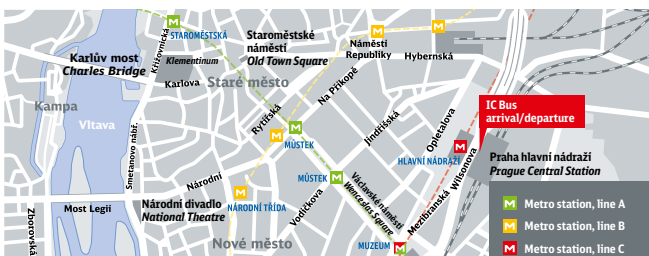 Karlův most
Charles Bridge
Křižovnická
STAROMĚSTSKÁ
Klementinum
Karlova
Staroměstské
náměstí
Old Town Square
Staré město
Náměstí
Republiky
Hybernská
Na Příkopě
Rytířská
Jindřišská
Opletalova
IC Bus
arrival/departure
Kampa
Vltava
Smetanovo nábř.
MŮSTEK
MŮSTEK
HLAVNÍ NÁDRAŽÍ
Wilsonova
Praha hlavní nádraží
Prague Central Station
Národní
Národní divadlo
National Theatre
NÁRODNÍ TŘÍDA
Vodičkova
Václavské náměstí
Wenceslas Square
Mezibranská
MUZEUM
Most Legií
Zborovská
Nové město
M Metro station, line A
M Metro station, line B
M Metro station, line C